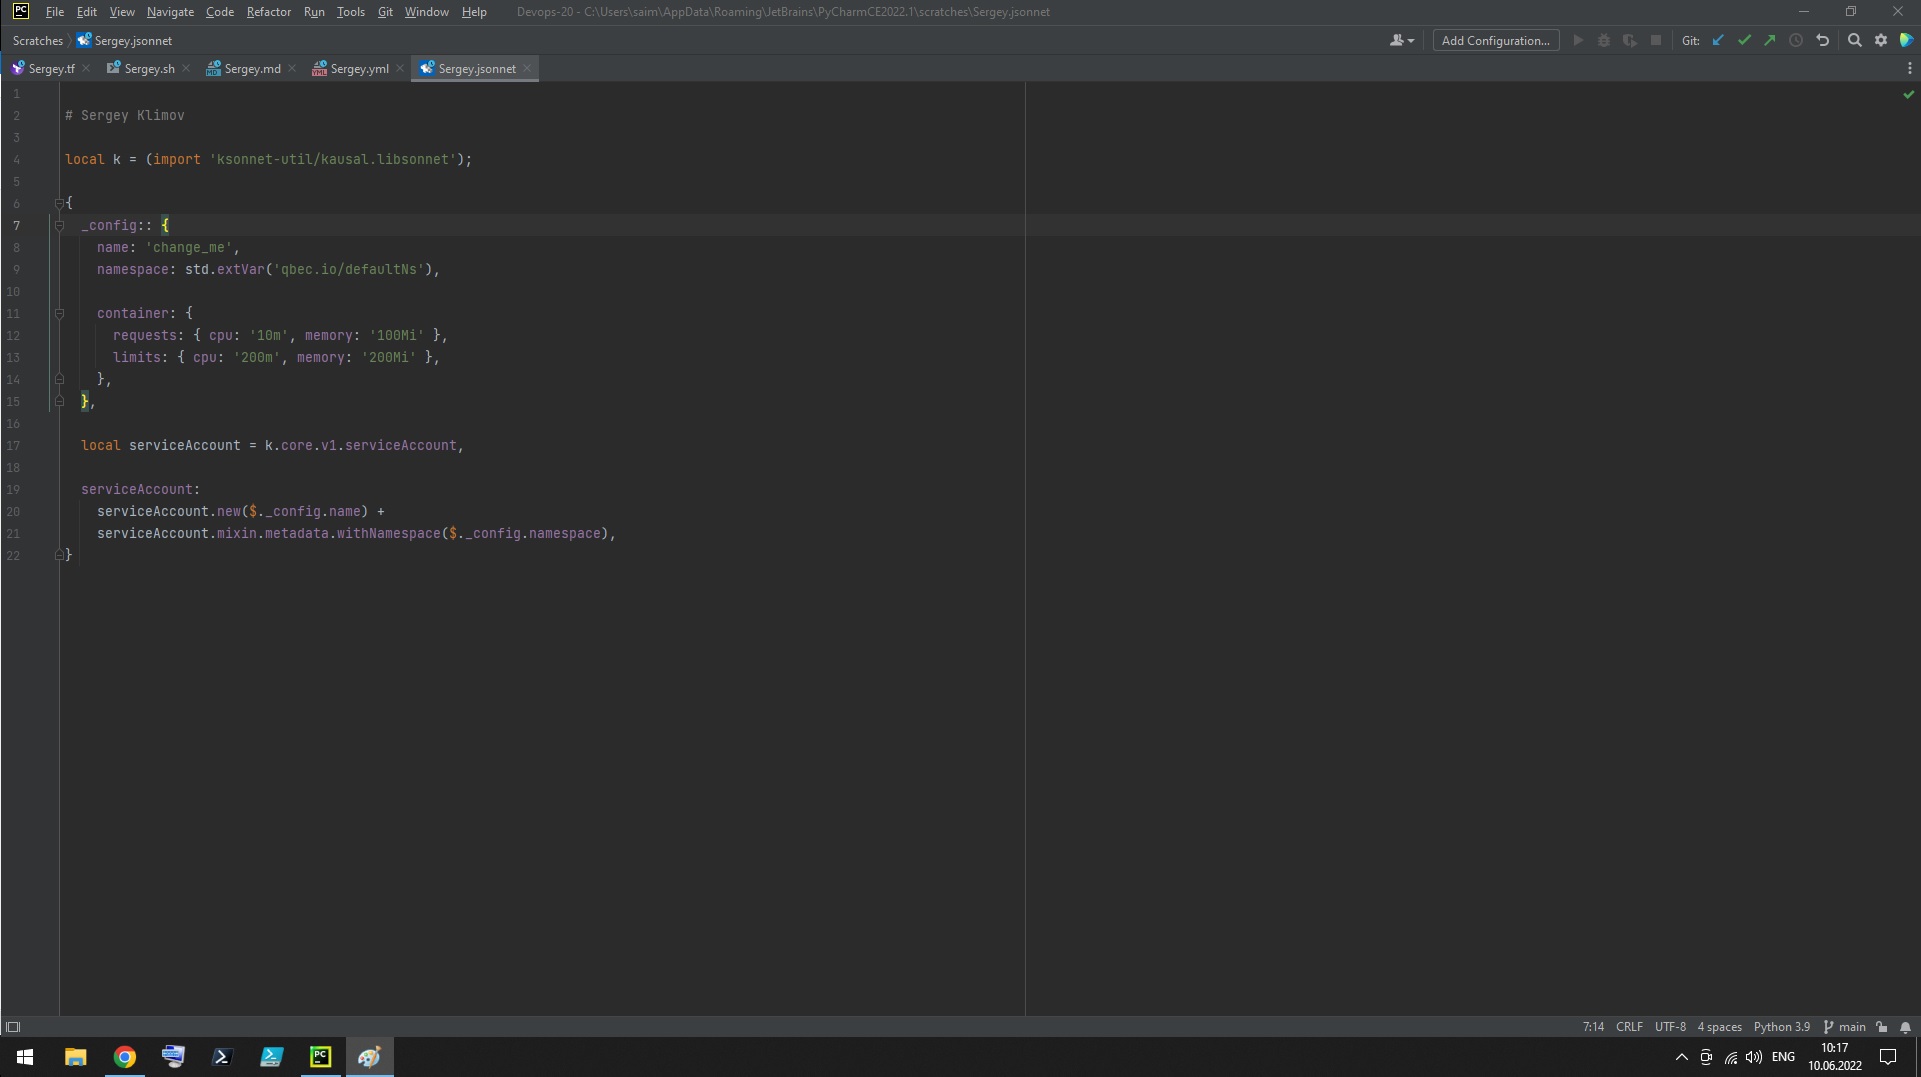 PC File Edit View Navigate Code Refactor Run Tools Git Window Help Devops-20 - C:\Users\saim\AppData\Roaming\JetBrains\PyCharmCE2022.1\scratches\Sergey.jsonnet
Scratches Sergey.jsonnet Add Configuration... Git:
Sergey.tf Sergey.sh Sergey.md Sergey.yml Sergey.jsonnet
1
2 # Sergey Klimov
3
4 local k = (import 'ksonnet-util/kausal.libsonnet');
5
6 {
7   _config:: {
8     name: 'change_me',
9     namespace: std.extVar('qbec.io/defaultNs'),
10
11     container: {
12       requests: { cpu: '10m', memory: '100Mi' },
13       limits: { cpu: '200m', memory: '200Mi' },
14     },
15   },
16
17   local serviceAccount = k.core.v1.serviceAccount,
18
19   serviceAccount:
20     serviceAccount.new($._config.name) +
21     serviceAccount.mixin.metadata.withNamespace($._config.namespace),
22 }
7:14 CRLF UTF-8 4 spaces Python 3.9 main
PC ENG 10:17
10.06.2022